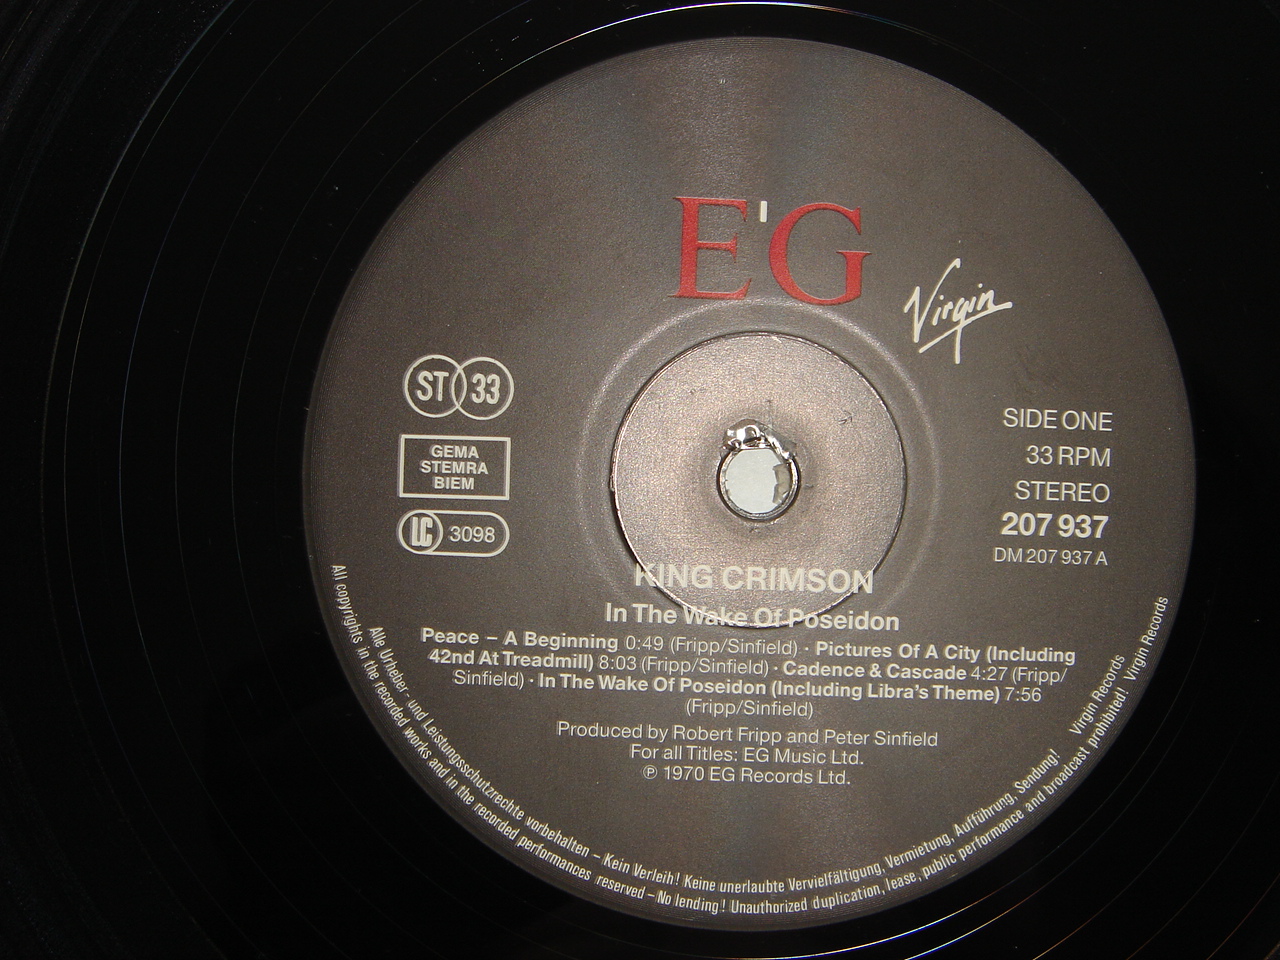 E'G
Virgin
ST 33
GEMA
STEMRA
BIEM
LC 3098
SIDE ONE
33 RPM
STEREO
207 937
DM 207 937 A
KING CRIMSON
In The Wake Of Poseidon
Peace – A Beginning 0:49 (Fripp/Sinfield) · Pictures Of A City (Including
42nd At Treadmill) 8:03 (Fripp/Sinfield) · Cadence & Cascade 4:27 (Fripp/
Sinfield) · In The Wake Of Poseidon (Including Libra's Theme) 7:56
(Fripp/Sinfield)
Produced by Robert Fripp and Peter Sinfield
For all Titles: EG Music Ltd.
℗ 1970 EG Records Ltd.
Alle Urheber- und Leistungsschutzrechte vorbehalten – Kein Verleih! Keine unerlaubte Vervielfältigung, Vermietung, Aufführung, Sendung! Virgin Records
All copyrights in the recorded works and in the recorded performances reserved – No lending! Unauthorized duplication, lease, public performance and broadcast prohibited! Virgin Records